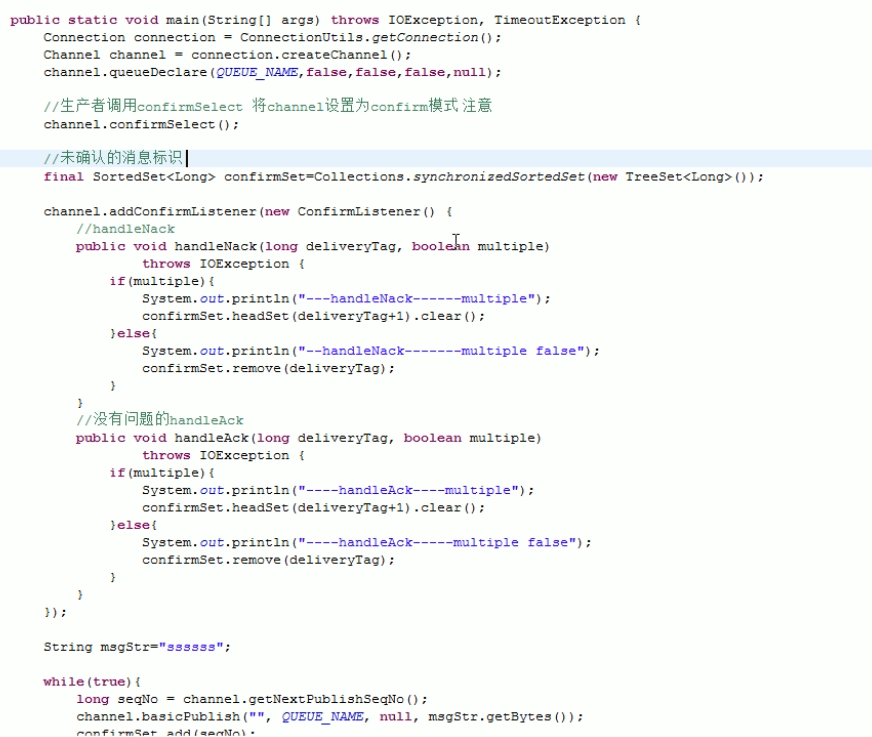 public static void main(String[] args) throws IOException, TimeoutException {
Connection connection = ConnectionUtils.getConnection();
Channel channel = connection.createChannel();
channel.queueDeclare(QUEUE_NAME,false,false,false,null);
//生产者调用confirmSelect 将channel设置为confirm模式 注意
channel.confirmSelect();
//未确认的消息标识
final SortedSet<Long> confirmSet=Collections.synchronizedSortedSet(new TreeSet<Long>());
channel.addConfirmListener(new ConfirmListener() {
//handleNack
public void handleNack(long deliveryTag, boolean multiple)
throws IOException {
if(multiple){
System.out.println("---handleNack------multiple");
confirmSet.headSet(deliveryTag+1).clear();
}else{
System.out.println("--handleNack-------multiple false");
confirmSet.remove(deliveryTag);
}
}
//没有问题的handleAck
public void handleAck(long deliveryTag, boolean multiple)
throws IOException {
if(multiple){
System.out.println("----handleAck----multiple");
confirmSet.headSet(deliveryTag+1).clear();
}else{
System.out.println("----handleAck-----multiple false");
confirmSet.remove(deliveryTag);
}
}
});
String msgStr="ssssss";
while(true){
long seqNo = channel.getNextPublishSeqNo();
channel.basicPublish("", QUEUE_NAME, null, msgStr.getBytes());
confirmSet.add(seqNo);